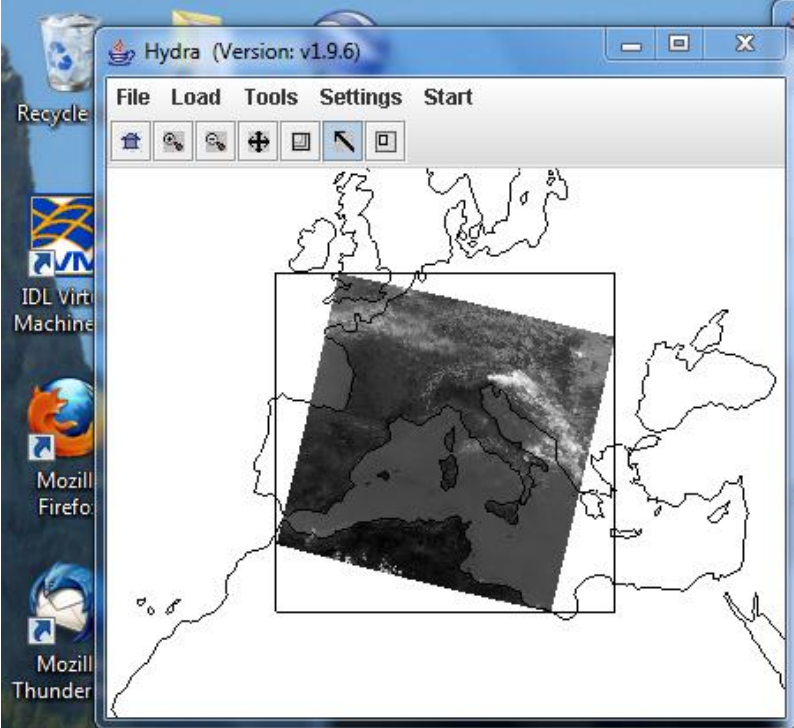 Hydra (Version: v1.9.6)
File Load Tools Settings Start
Recycle
IDL Virt
Machine
Mozill
Firefo
Mozill
Thunder